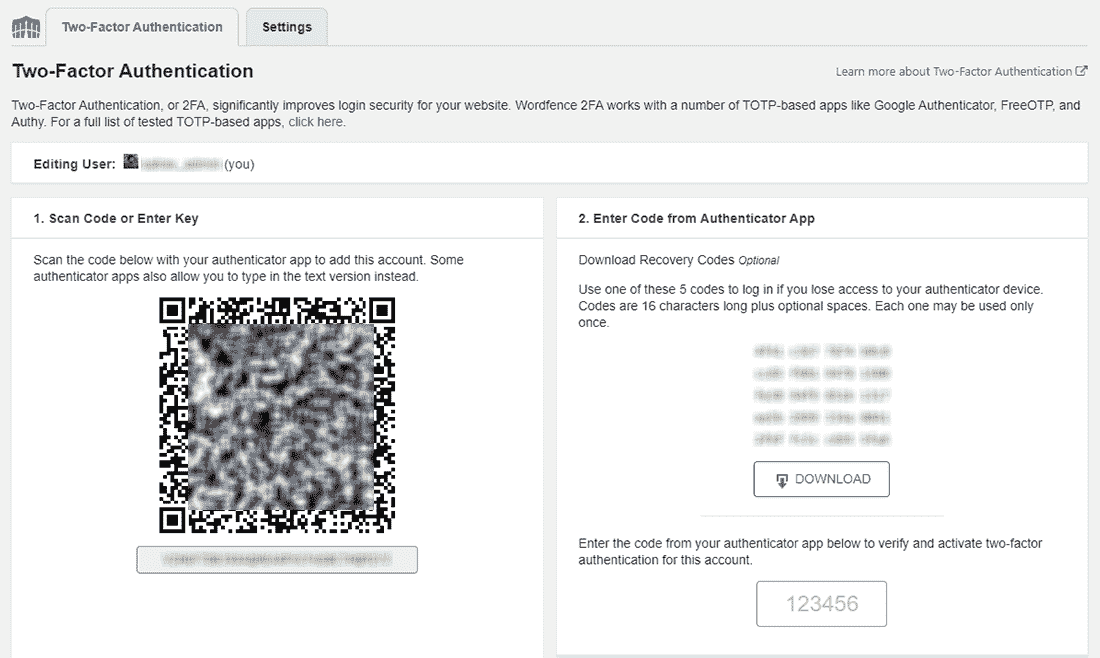 Two-Factor Authentication
Settings
Two-Factor Authentication
Learn more about Two-Factor Authentication
Two-Factor Authentication, or 2FA, significantly improves login security for your website. Wordfence 2FA works with a number of TOTP-based apps like Google Authenticator, FreeOTP, and
Authy. For a full list of tested TOTP-based apps, click here.
Editing User: (you)
1. Scan Code or Enter Key
Scan the code below with your authenticator app to add this account. Some
authenticator apps also allow you to type in the text version instead.
2. Enter Code from Authenticator App
Download Recovery Codes Optional
Use one of these 5 codes to log in if you lose access to your authenticator device.
Codes are 16 characters long plus optional spaces. Each one may be used only
once.
DOWNLOAD
Enter the code from your authenticator app below to verify and activate two-factor
authentication for this account.
123456